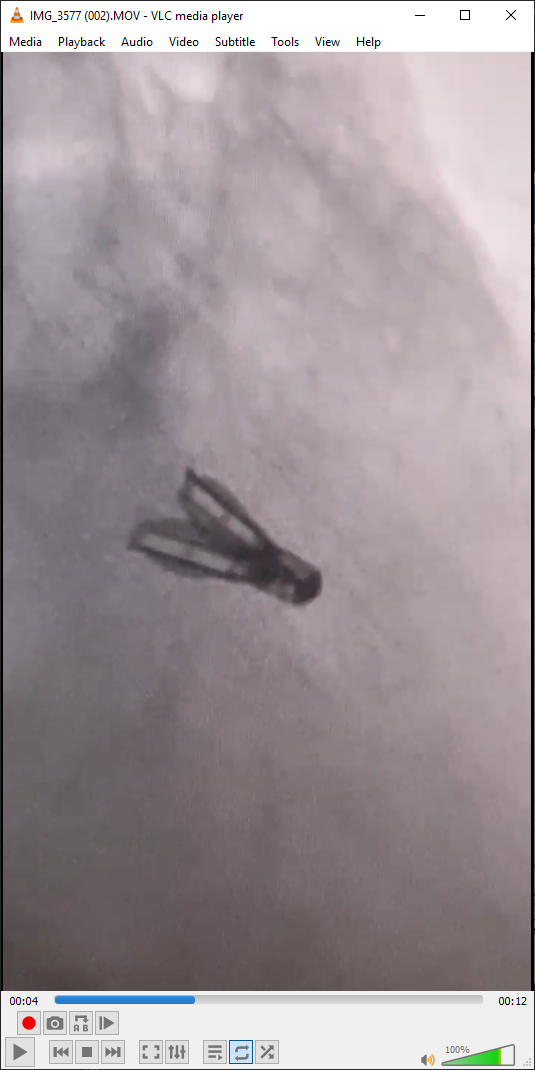 IMG_3577 (002).MOV - VLC media player
Media Playback Audio Video Subtitle Tools View Help
00:04 00:12
A B
100%